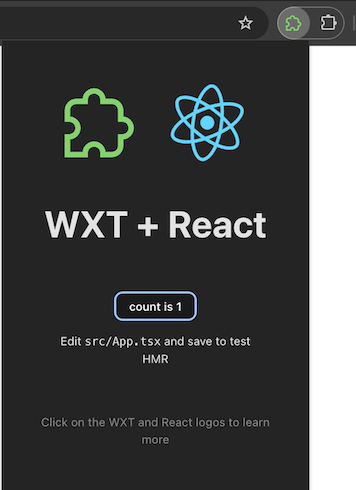 WXT + React
count is 1
Edit src/App.tsx and save to test
HMR
Click on the WXT and React logos to learn
more